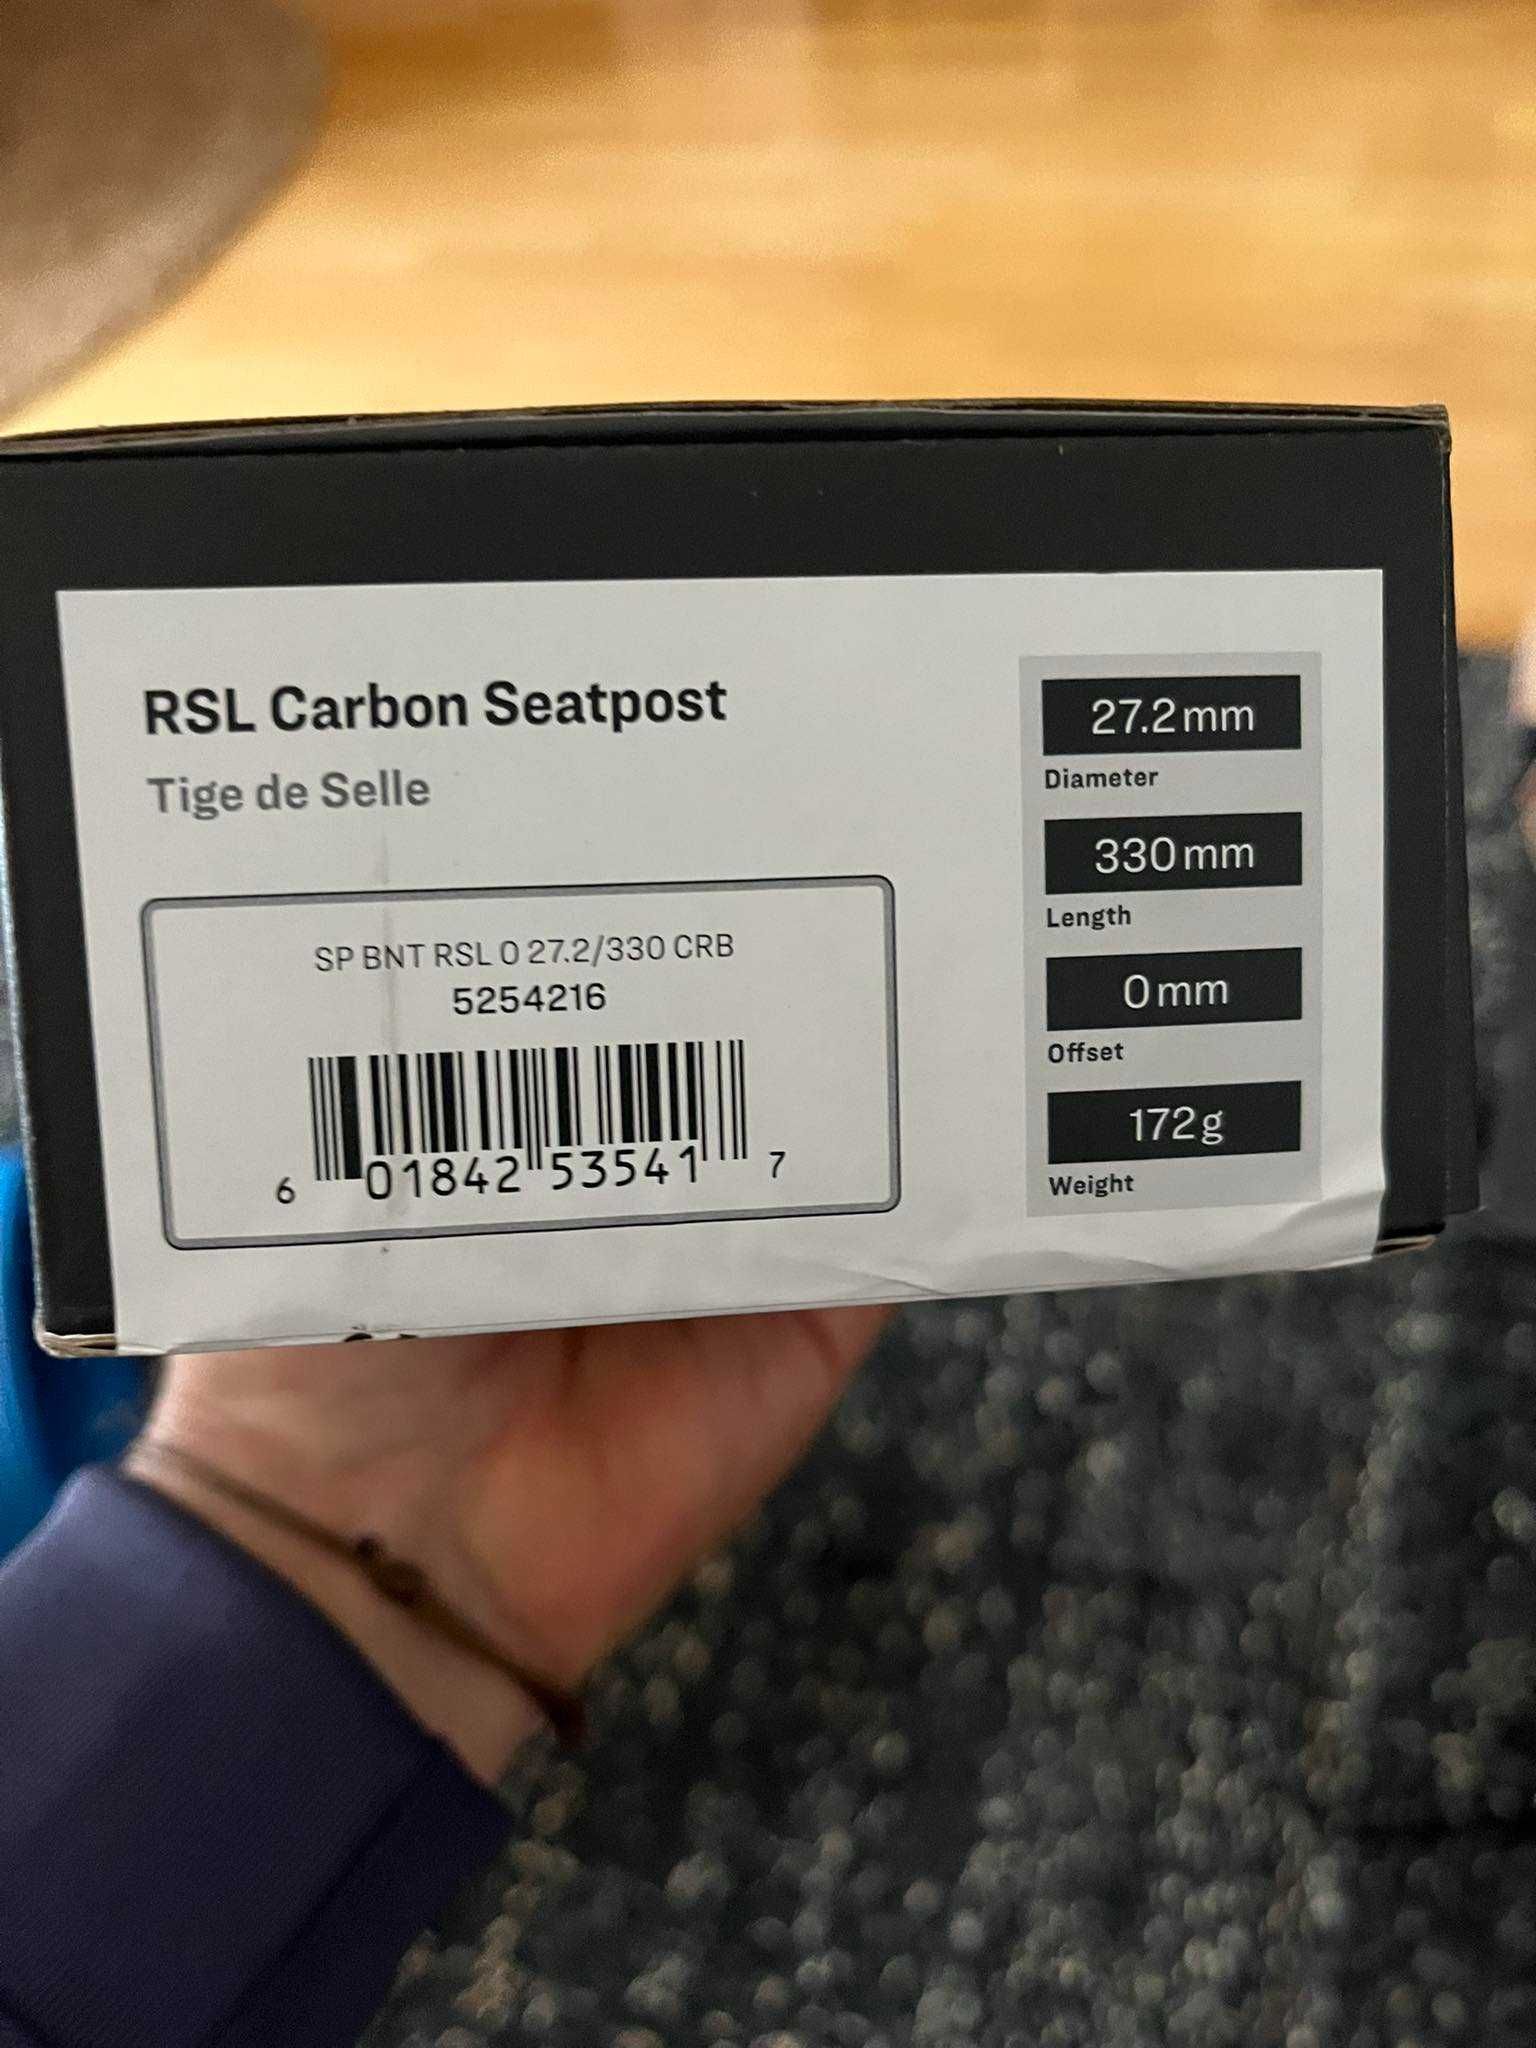 RSL Carbon Seatpost
Tige de Selle
SP BNT RSL 0 27.2/330 CRB
5254216
6 01842 53541 7
27.2mm
Diameter
330mm
Length
0mm
Offset
172g
Weight